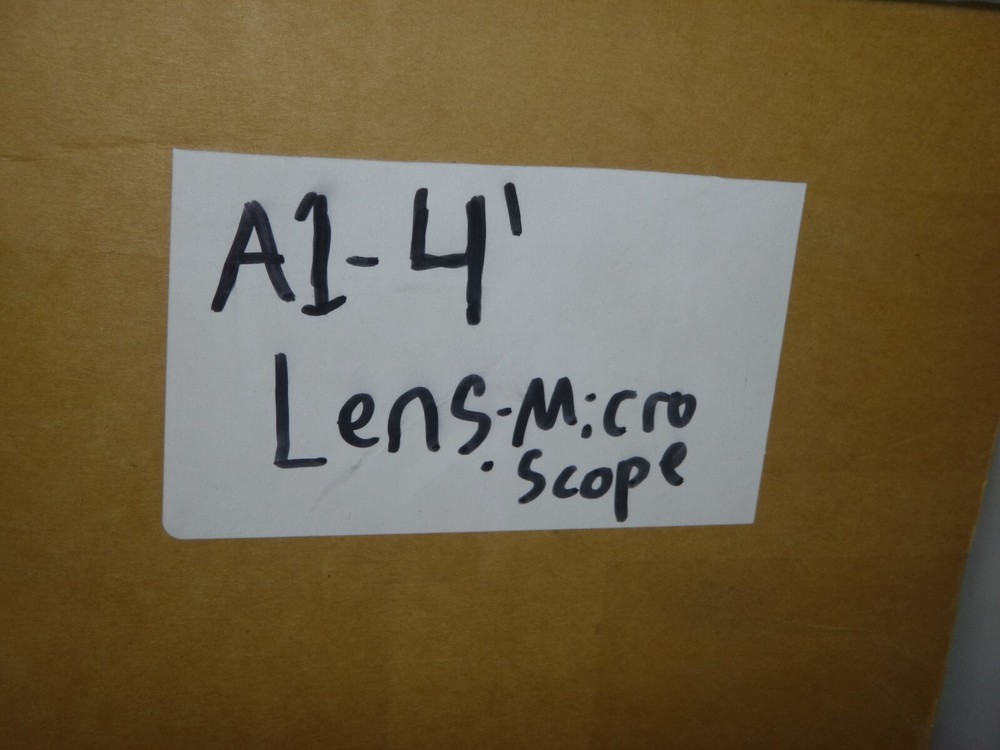 A1-4'
Lens-Micro
.scope